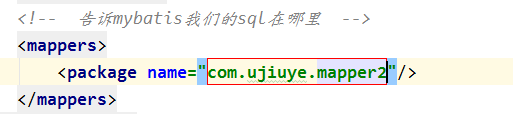 <!-- 告诉mybatis我们的sql在哪里 -->
<mappers>
<package name="com.ujiuye.mapper2"/>
</mappers>